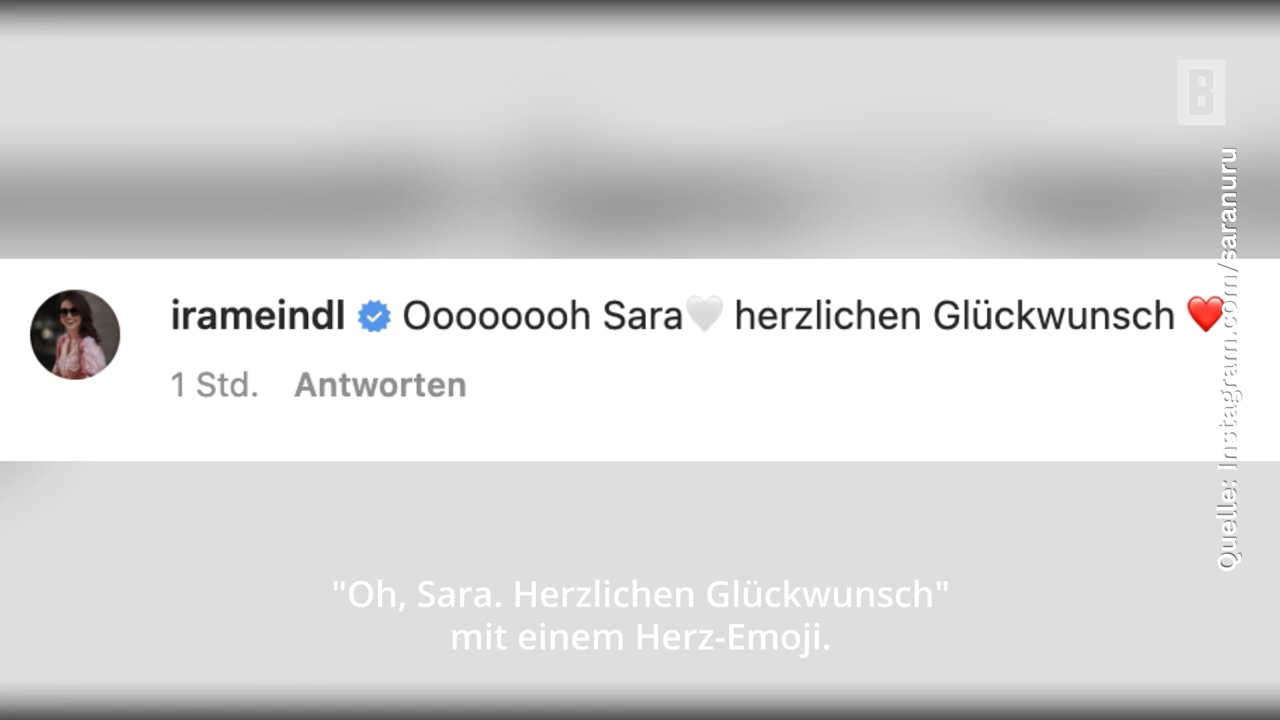 irameindl Oooooooh Sara🤍 herzlichen Glückwunsch ❤️
1 Std. Antworten
B
Quelle: Instagram.com/saranuru
"Oh, Sara. Herzlichen Glückwunsch"
mit einem Herz-Emoji.